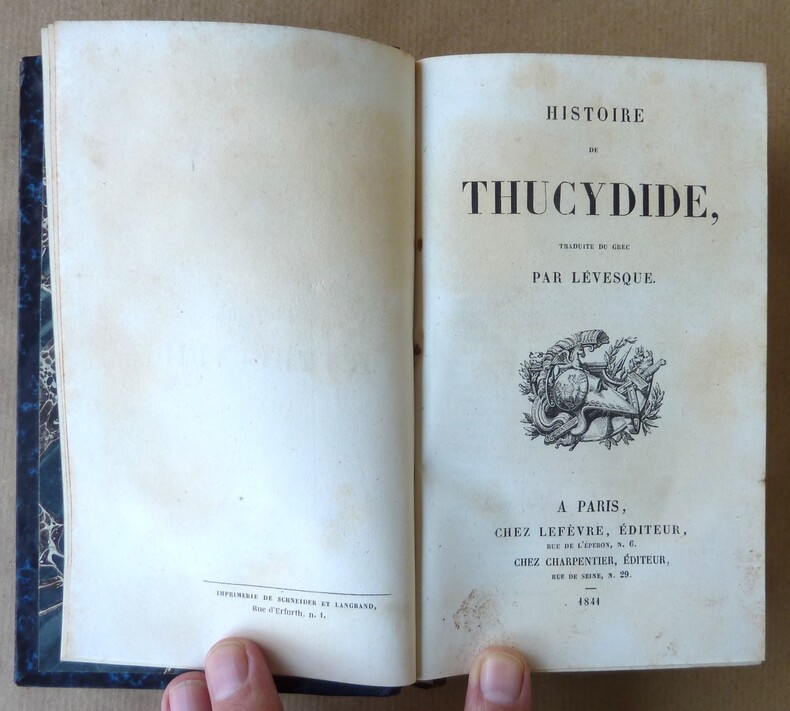 IMPRIMERIE DE SCHNEIDER ET LANGRAND,
Rue d'Erfurth, n. 1.
HISTOIRE
DE
THUCYDIDE,
TRADUITE DU GREC
PAR LÉVESQUE.
A PARIS,
CHEZ LEFÈVRE, ÉDITEUR,
RUE DE L'ÉPERON, N. 6.
CHEZ CHARPENTIER, ÉDITEUR,
RUE DE SEINE, N. 29.
1841